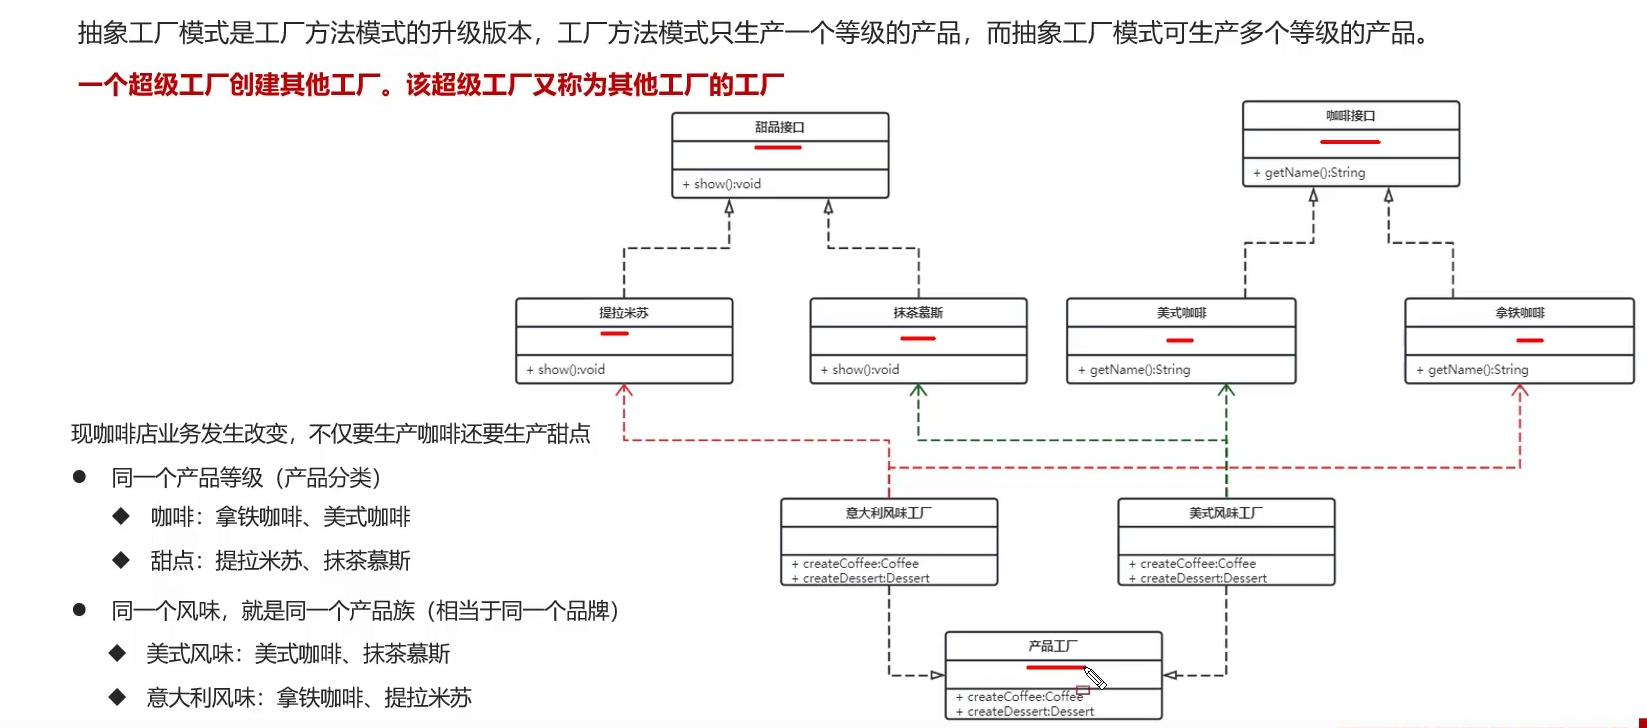 抽象工厂模式是工厂方法模式的升级版本，工厂方法模式只生产一个等级的产品，而抽象工厂模式可生产多个等级的产品。
一个超级工厂创建其他工厂。该超级工厂又称为其他工厂的工厂
甜品接口
+ show():void
咖啡接口
+ getName():String
提拉米苏
+ show():void
抹茶慕斯
+ show():void
美式咖啡
+ getName():String
拿铁咖啡
+ getName():String
现咖啡店业务发生改变，不仅要生产咖啡还要生产甜点
● 同一个产品等级（产品分类）
◆ 咖啡：拿铁咖啡、美式咖啡
◆ 甜点：提拉米苏、抹茶慕斯
● 同一个风味，就是同一个产品族（相当于同一个品牌）
◆ 美式风味：美式咖啡、抹茶慕斯
◆ 意大利风味：拿铁咖啡、提拉米苏
意大利风味工厂
+ createCoffee:Coffee
+ createDessert:Dessert
美式风味工厂
+ createCoffee:Coffee
+ createDessert:Dessert
产品工厂
+ createCoffee:Coffee
+ createDessert:Dessert